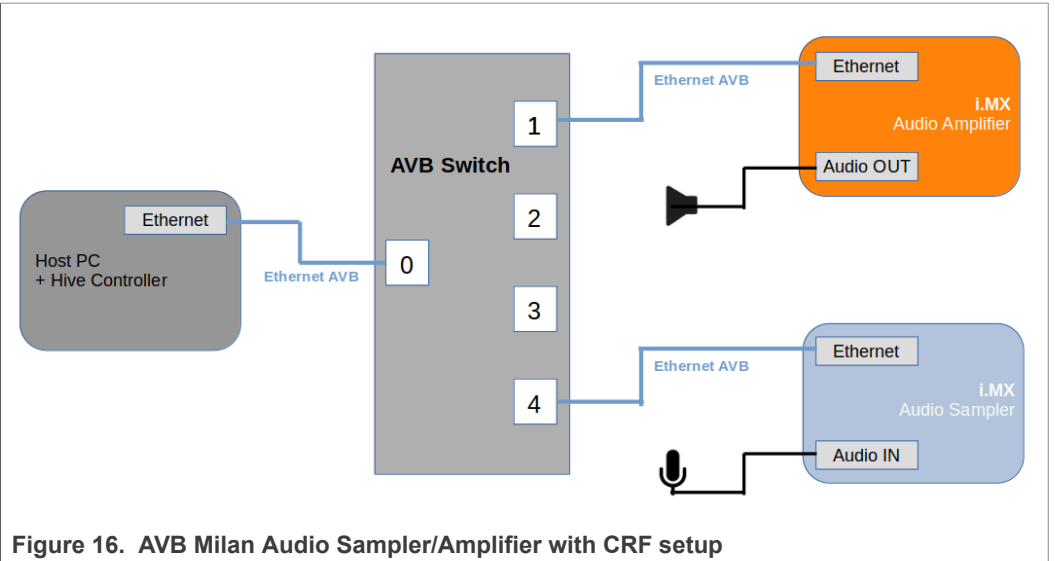 Ethernet
Host PC
+ Hive Controller
Ethernet AVB
AVB Switch
0
1
2
3
4
Ethernet AVB
Ethernet
i.MX
Audio Amplifier
Audio OUT
Ethernet AVB
Ethernet
i.MX
Audio Sampler
Audio IN
Figure 16. AVB Milan Audio Sampler/Amplifier with CRF setup